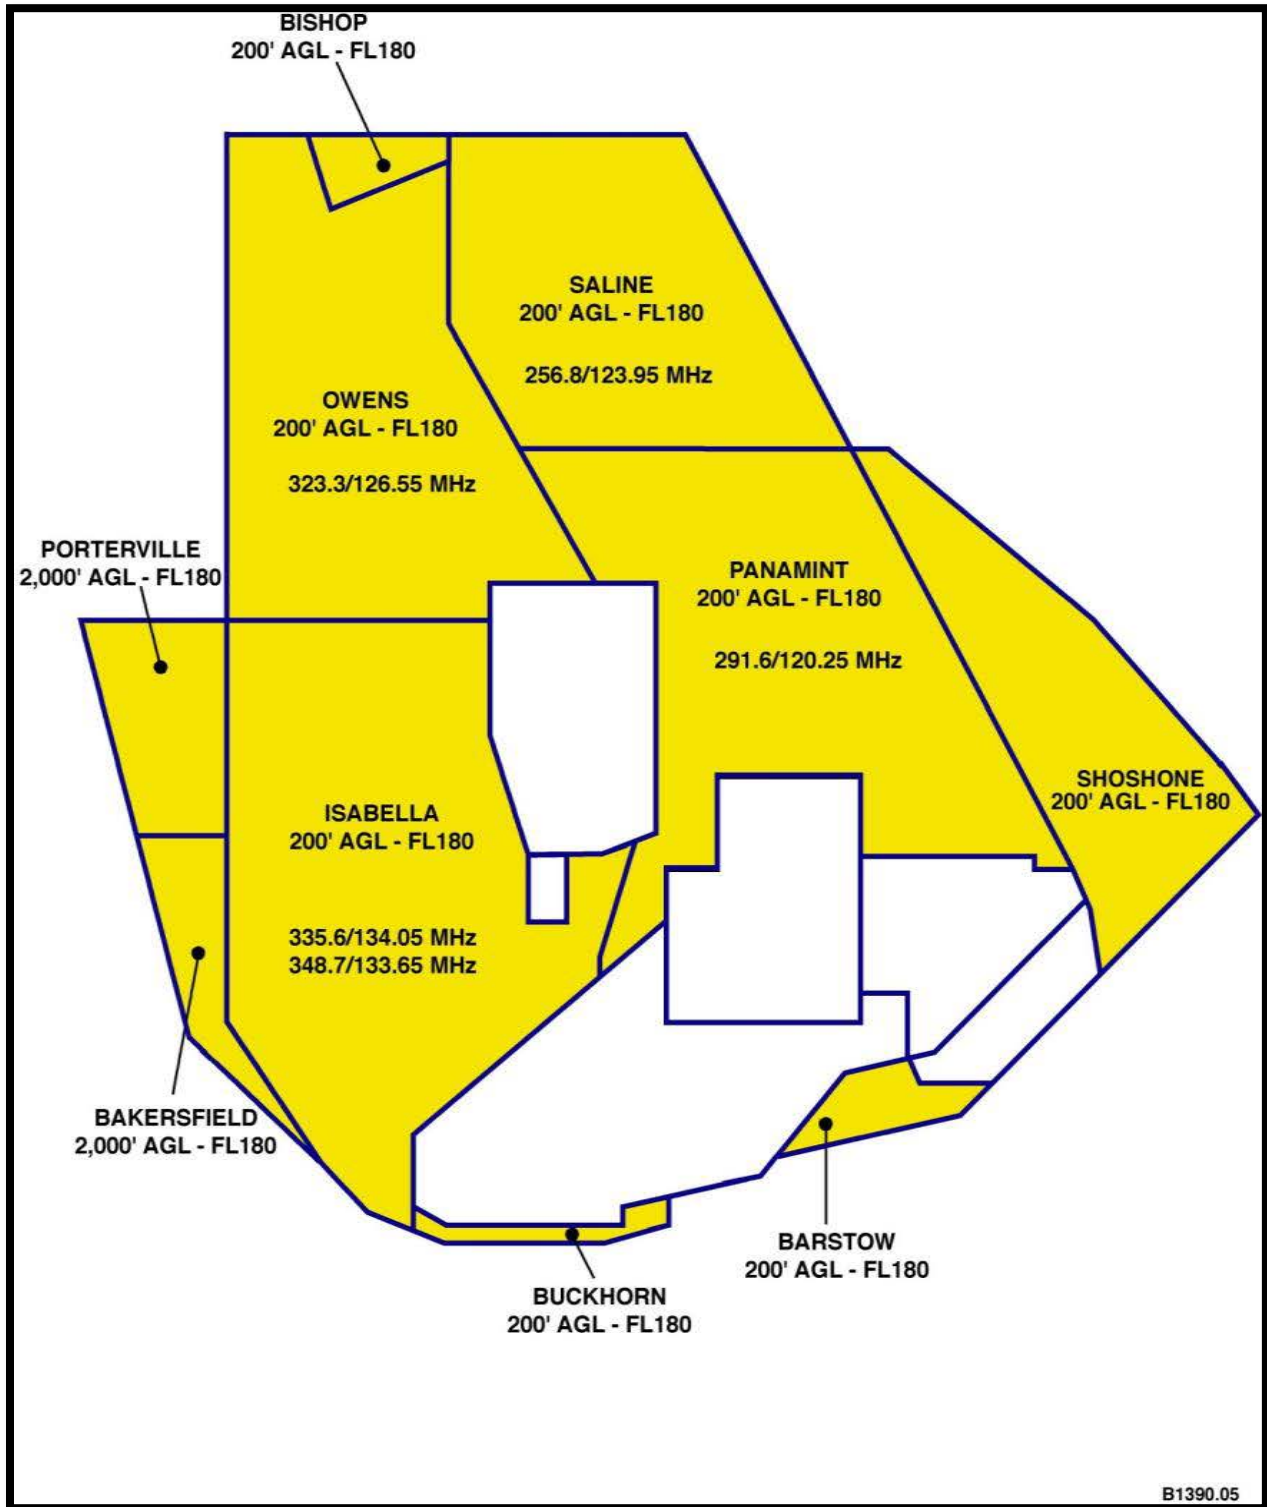 BISHOP
200' AGL - FL180
SALINE
200' AGL - FL180
256.8/123.95 MHz
OWENS
200' AGL - FL180
323.3/126.55 MHz
PORTERVILLE
2,000' AGL - FL180
PANAMINT
200' AGL - FL180
291.6/120.25 MHz
SHOSHONE
200' AGL - FL180
ISABELLA
200' AGL - FL180
335.6/134.05 MHz
348.7/133.65 MHz
BAKERSFIELD
2,000' AGL - FL180
BARSTOW
200' AGL - FL180
BUCKHORN
200' AGL - FL180
B1390.05